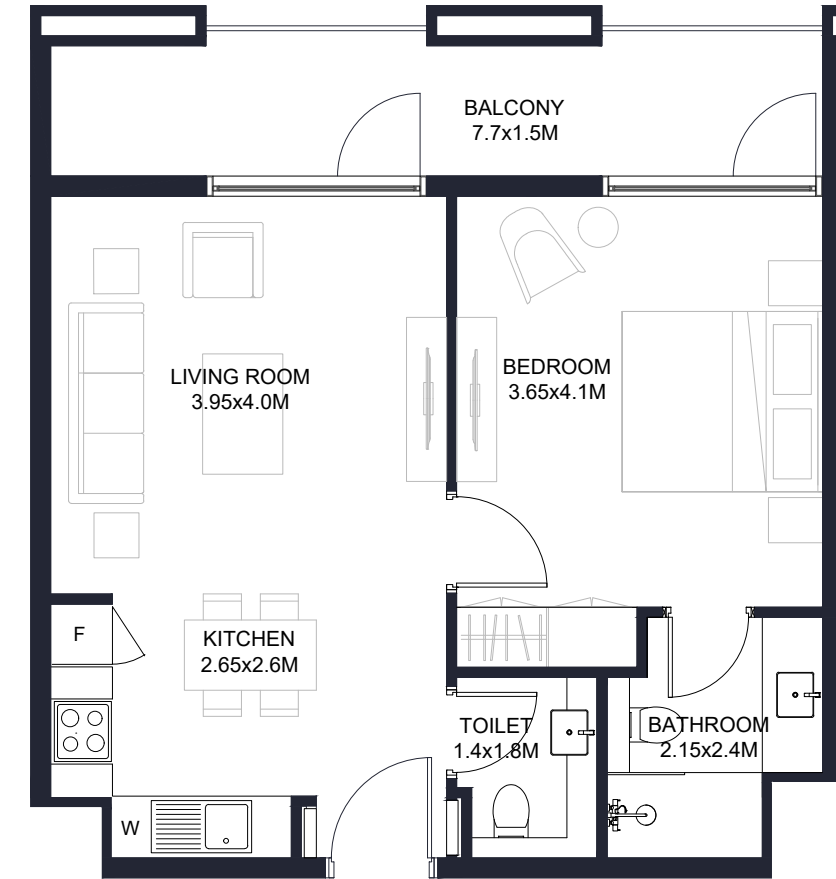 BALCONY
7.7x1.5M
LIVING ROOM
3.95x4.0M
BEDROOM
3.65x4.1M
F
KITCHEN
2.65x2.6M
TOILET
1.4x1.8M
BATHROOM
2.15x2.4M
W